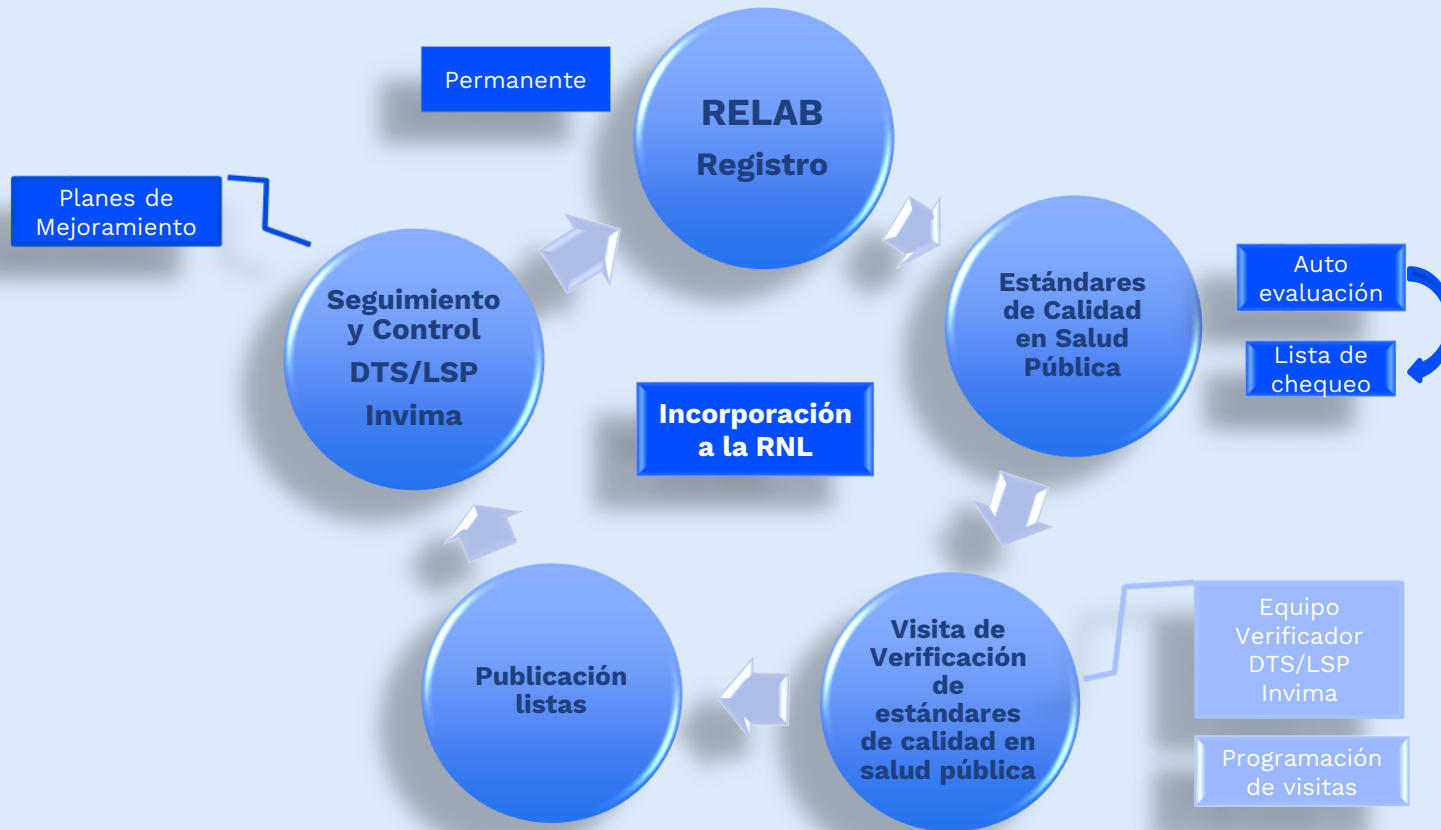 Permanente
RELAB
Registro
Planes de
Mejoramiento
Seguimiento
y Control
DTS/LSP
Invima
Estándares
de Calidad
en Salud
Pública
Auto
evaluación
Lista de
chequeo
Incorporación
a la RNL
Visita de
Verificación
de
estándares
de calidad en
salud pública
Equipo
Verificador
DTS/LSP
Invima
Programación
de visitas
Publicación
listas